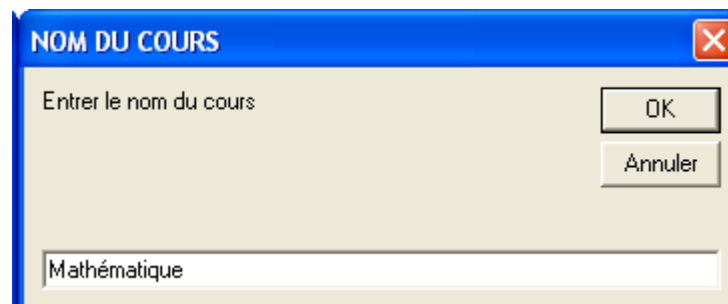 NOM DU COURS
Entrer le nom du cours
OK
Annuler
Mathématique